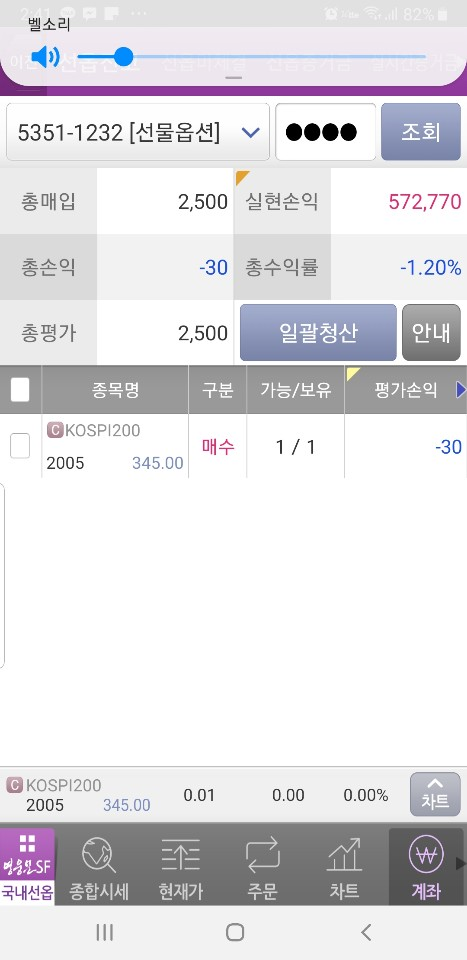 벨소리
2:41
82%
5351-1232 [선물옵션]
조회
총매입 2,500 실현손익 572,770
총손익 -30 총수익률 -1.20%
총평가 2,500 일괄청산 안내
종목명 구분 가능/보유 평가손익
C KOSPI200
2005 345.00 매수 1 / 1 -30
C KOSPI200
2005 345.00 0.01 0.00 0.00% 차트
영웅문SF
국내선옵 종합시세 현재가 주문 차트 계좌